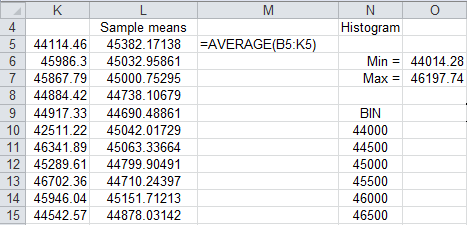 K L M N O
4 Sample means Histogram
5 44114.46 45382.17138 =AVERAGE(B5:K5)
6 45986.3 45032.95861 Min = 44014.28
7 45867.79 45000.75295 Max = 46197.74
8 44884.42 44738.10679
9 44917.33 44690.48861 BIN
10 42511.22 45042.01729 44000
11 46341.89 45063.33664 44500
12 45289.61 44799.90491 45000
13 46702.36 44710.24397 45500
14 45946.04 45151.71213 46000
15 44542.57 44878.03142 46500